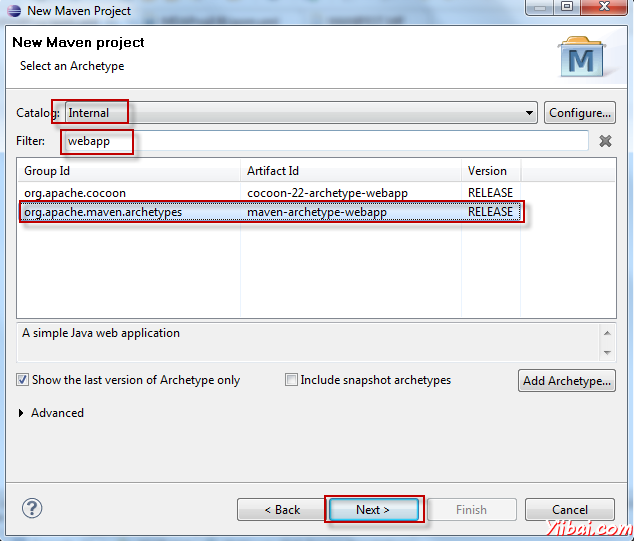 New Maven Project
New Maven project
Select an Archetype
M
Catalog: Internal Configure...
Filter: webapp
Group Id Artifact Id Version
org.apache.cocoon cocoon-22-archetype-webapp RELEASE
org.apache.maven.archetypes maven-archetype-webapp RELEASE
A simple Java web application
Show the last version of Archetype only Include snapshot archetypes Add Archetype...
Advanced
? < Back Next > Finish Cancel
Yiibai.com